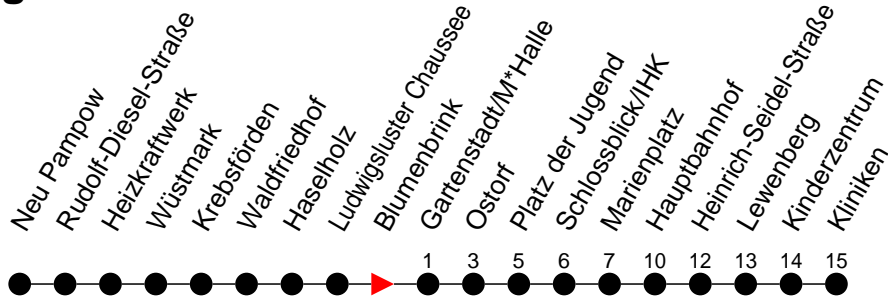 Neu Pampow
Rudolf-Diesel-Straße
Heizkraftwerk
Wüstmark
Krebsförden
Waldfriedhof
Haselholz
Ludwigsluster Chaussee
Blumenbrink
Gartenstadt/M*Halle
Ostorf
Platz der Jugend
Schlossblick/IHK
Marienplatz
Hauptbahnhof
Heinrich-Seidel-Straße
Lewenberg
Kinderzentrum
Kliniken
1 3 5 6 7 10 12 13 14 15